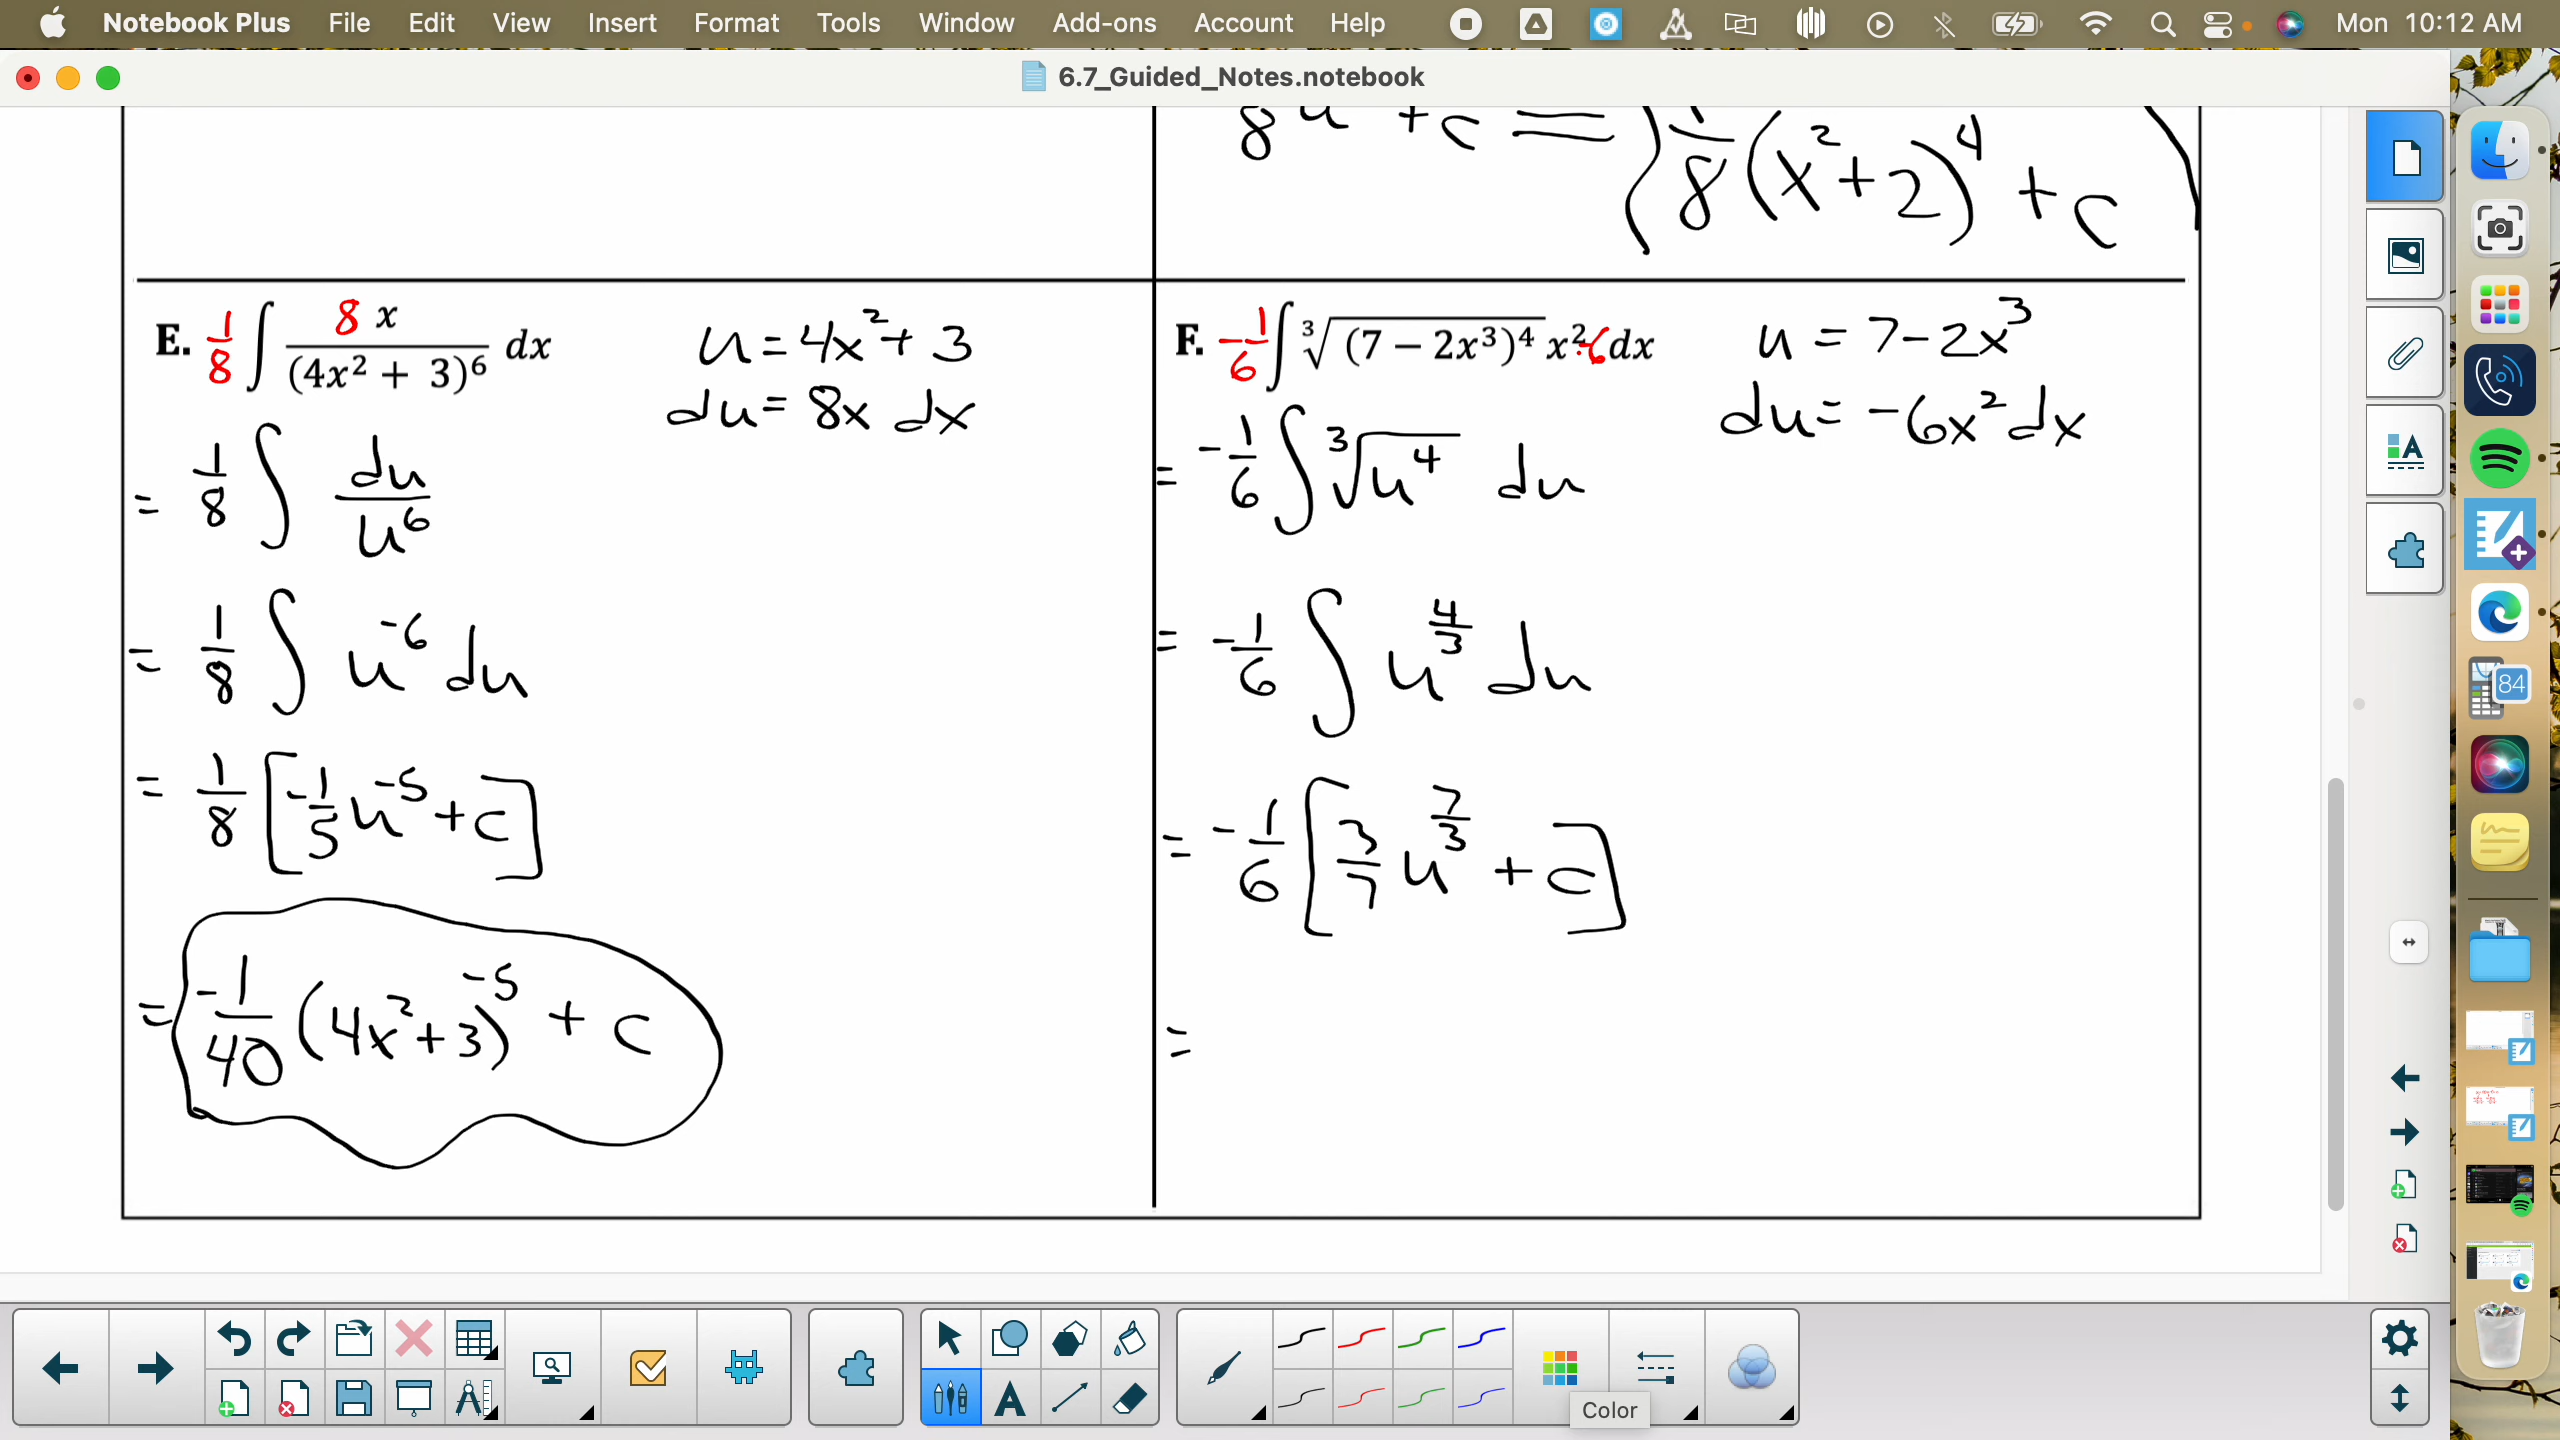 Notebook Plus File Edit View Insert Format Tools Window Add-ons Account Help Mon 10:12 AM
6.7_Guided_Notes.notebook
8 u + c = 1/8 (x² + 2)⁴ + c
E. 1/8 ∫ 8 x / (4x² + 3)⁶ dx
u = 4x² + 3
du = 8x dx
= 1/8 ∫ du / u⁶
= 1/8 ∫ u⁻⁶ du
= 1/8 [-1/5 u⁻⁵ + c]
= -1/40 (4x² + 3)⁻⁵ + c
F. -1/6 ∫ ∛(7 − 2x³)⁴ x² · -6 dx
u = 7 - 2x³
du = -6x² dx
= -1/6 ∫ ∛u⁴ du
= -1/6 ∫ u^(4/3) du
= -1/6 [3/7 u^(7/3) + c]
=
84
A
A
Color